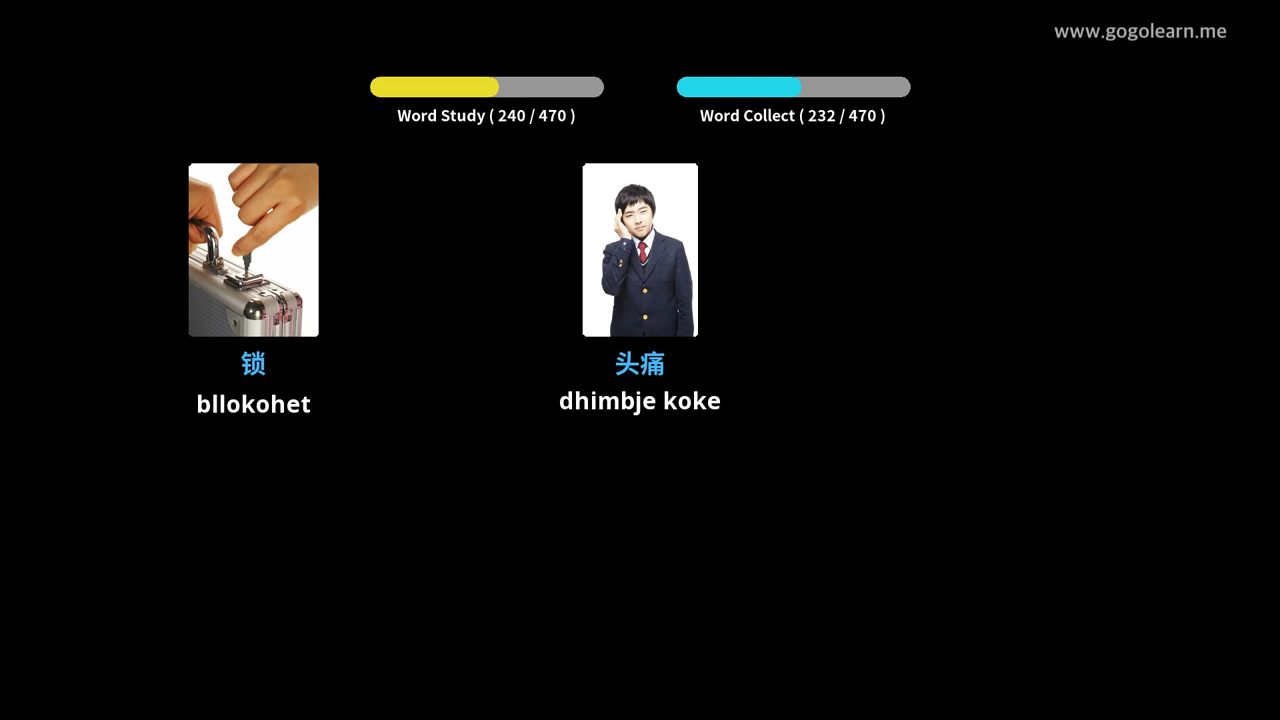 www.gogolearn.me
Word Study ( 240 / 470 )
Word Collect ( 232 / 470 )
锁
头痛
bllokohet
dhimbje koke